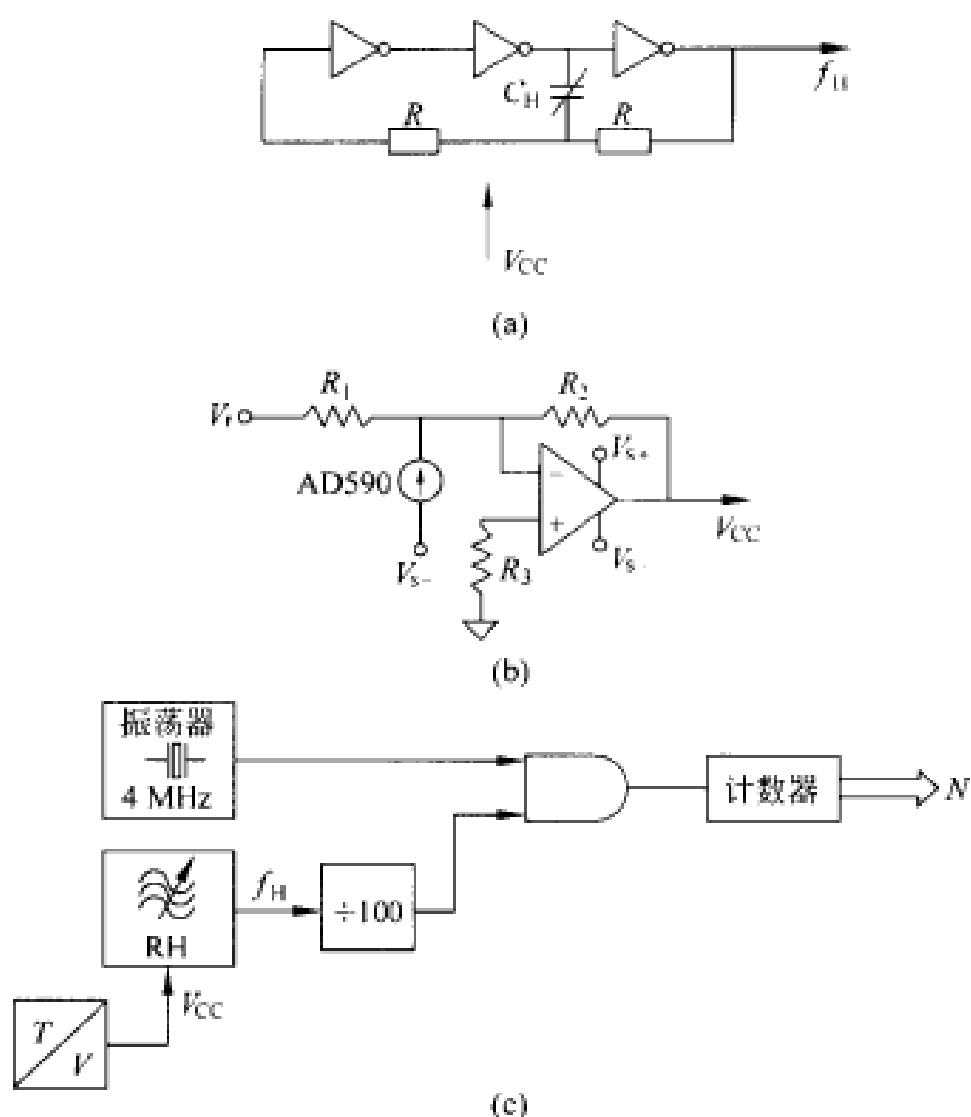 C_H
f_H
R
R
V_CC
(a)
R_1
R_2
V_r
AD590
V_s-
V_s+
-
+
V_CC
V_s-
R_3
(b)
振荡器
4 MHz
计数器
N
f_H
÷100
RH
V_CC
T
V
(c)